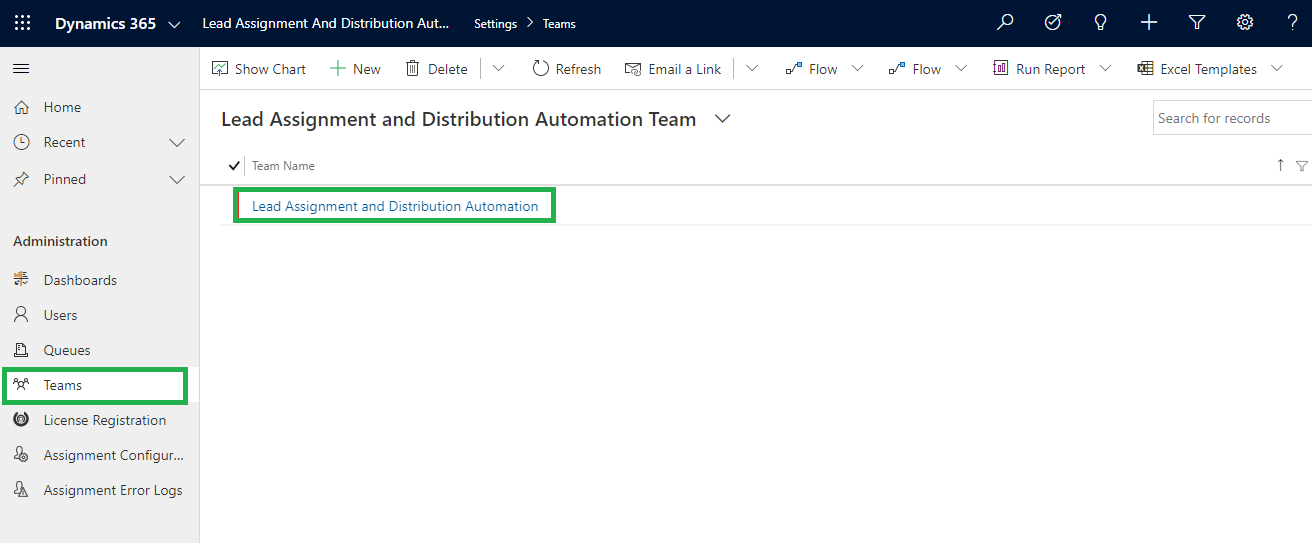 Dynamics 365 Lead Assignment And Distribution Aut... Settings > Teams ?
Show Chart New Delete Refresh Email a Link Flow Flow Run Report Excel Templates
Home
Recent
Pinned
Administration
Dashboards
Users
Queues
Teams
License Registration
Assignment Configur...
Assignment Error Logs
Lead Assignment and Distribution Automation Team
Search for records
Team Name
Lead Assignment and Distribution Automation